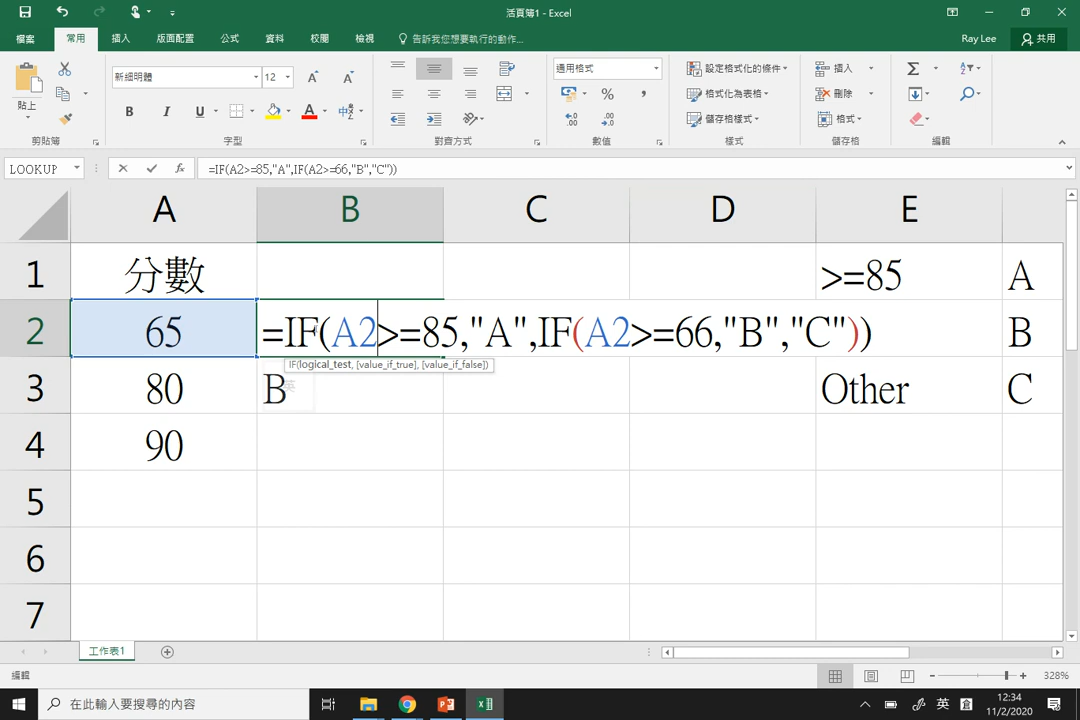 活頁簿1 - Excel
Ray Lee
共用
檔案 常用 插入 版面配置 公式 資料 校閱 檢視 告訴我您想要執行的動作...
貼上
剪貼簿
新細明體 12
A A
B I U A 中
字型
對齊方式
通用格式
% ,
數值
設定格式化的條件
格式化為表格
儲存格樣式
樣式
插入
刪除
格式
儲存格
編輯
LOOKUP fx =IF(A2>=85,"A",IF(A2>=66,"B","C"))
A B C D E
1 分數 >=85 A
2 65 =IF(A2>=85,"A",IF(A2>=66,"B","C")) B
IF(logical_test, [value_if_true], [value_if_false])
3 80 B 英 Other C
4 90
5
6
7
工作表1
編輯
328%
在此輸入要搜尋的內容
英
12:34
11/2/2020